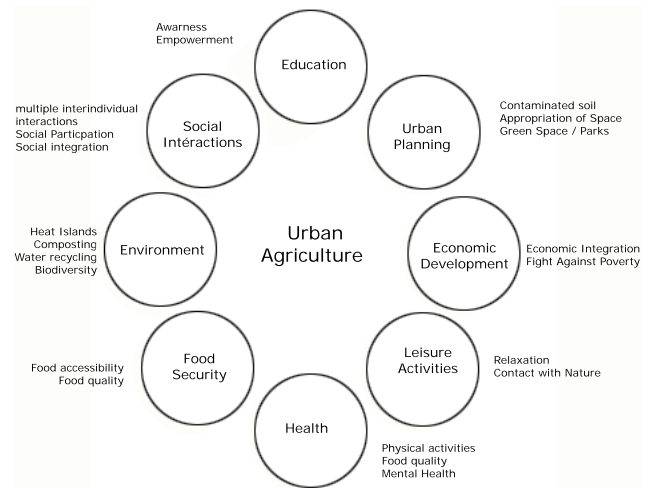 Awarness
Empowerment
Education
multiple interindividual
interactions
Social Particpation
Social integration
Social
Intéractions
Urban
Planning
Contaminated soil
Appropriation of Space
Green Space / Parks
Heat Islands
Composting
Water recycling
Biodiversity
Environment
Urban
Agriculture
Economic
Development
Economic Integration
Fight Against Poverty
Food accessibility
Food quality
Food
Security
Leisure
Activities
Relaxation
Contact with Nature
Health
Physical activities
Food quality
Mental Health